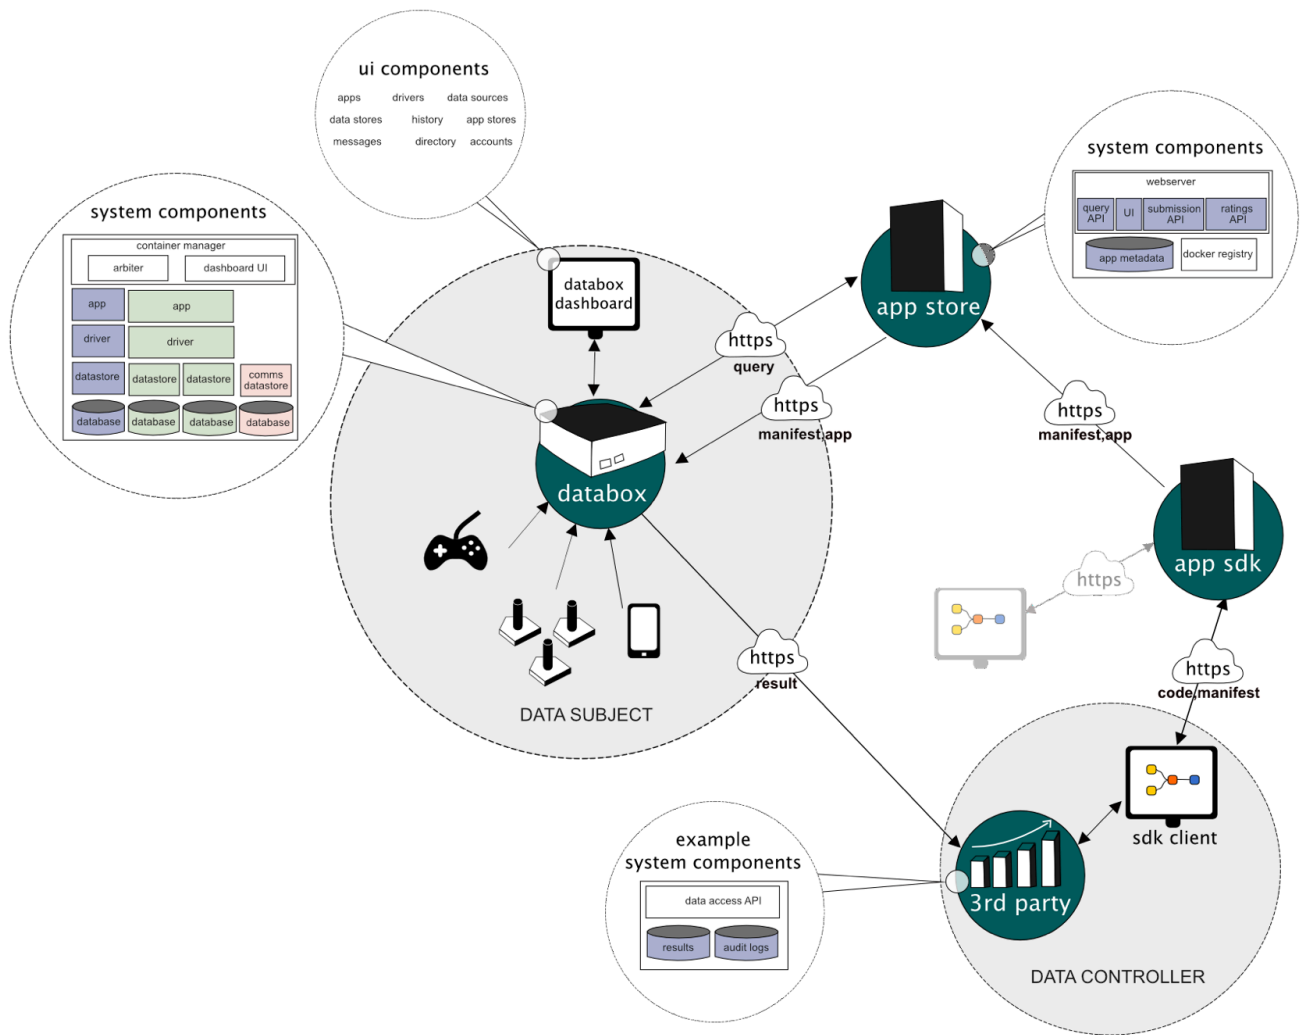 ui components
apps drivers data sources
data stores history app stores
messages directory accounts
system components
container manager
arbiter dashboard UI
app app
driver driver
datastore datastore datastore comms
datastore
database database database database
system components
webserver
query
API
UI
submission
API
ratings
API
app metadata
docker registry
databox
dashboard
app store
https
query
https
manifest,app
https
manifest,app
databox
app sdk
https
https
code,manifest
https
result
DATA SUBJECT
sdk client
3rd party
DATA CONTROLLER
example
system components
data access API
results audit logs